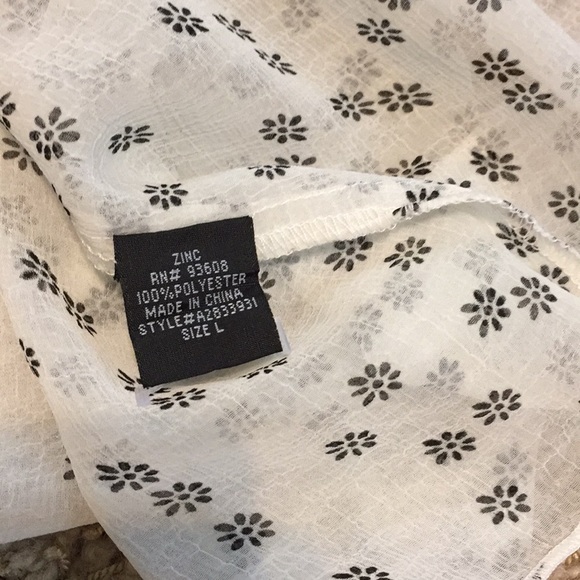 ZINC
RN# 93608
100%POLYESTER
MADE IN CHINA
STYLE#A2833931
SIZE L